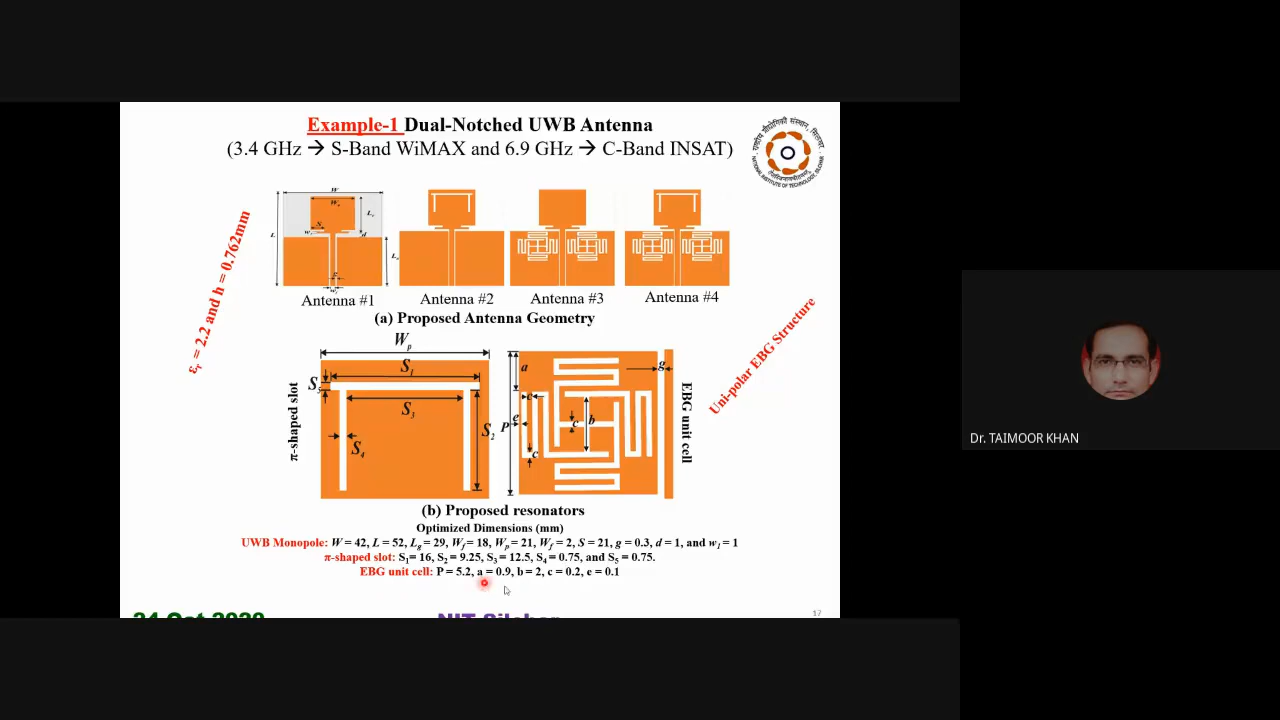 Example-1 Dual-Notched UWB Antenna
(3.4 GHz → S-Band WiMAX and 6.9 GHz → C-Band INSAT)
εr = 2.2 and h = 0.762mm
W
L
S
d
g
Antenna #1
Antenna #2
Antenna #3
Antenna #4
(a) Proposed Antenna Geometry
Uni-polar EBG Structure
Wp
S1
S5
S3
S2
S4
π-shaped slot
a
g
e
e
P
c
b
c
EBG unit cell
(b) Proposed resonators
Optimized Dimensions (mm)
UWB Monopole: W = 42, L = 52, Lg = 29, Wf = 18, Wp = 21, Wf = 2, S = 21, g = 0.3, d = 1, and w1 = 1
π-shaped slot: S1= 16, S2 = 9.25, S3 = 12.5, S4 = 0.75, and S5 = 0.75.
EBG unit cell: P = 5.2, a = 0.9, b = 2, c = 0.2, e = 0.1
24 Oct 2020
NIT Silchar
17
Dr. TAIMOOR KHAN